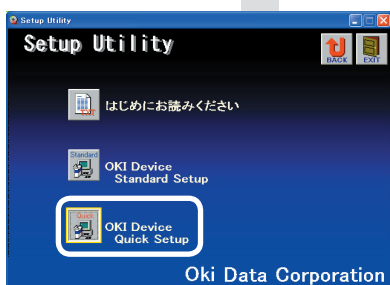 Setup Utility
Setup Utility
BACK
EXIT
TXT
はじめにお読みください
Standard
OKI Device
Standard Setup
Quick
OKI Device
Quick Setup
Oki Data Corporation